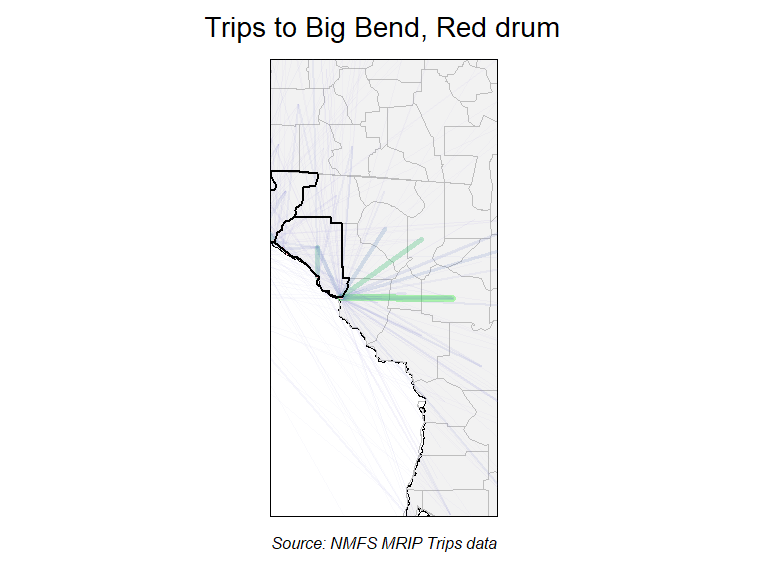 Trips to Big Bend, Red drum
Source: NMFS MRIP Trips data